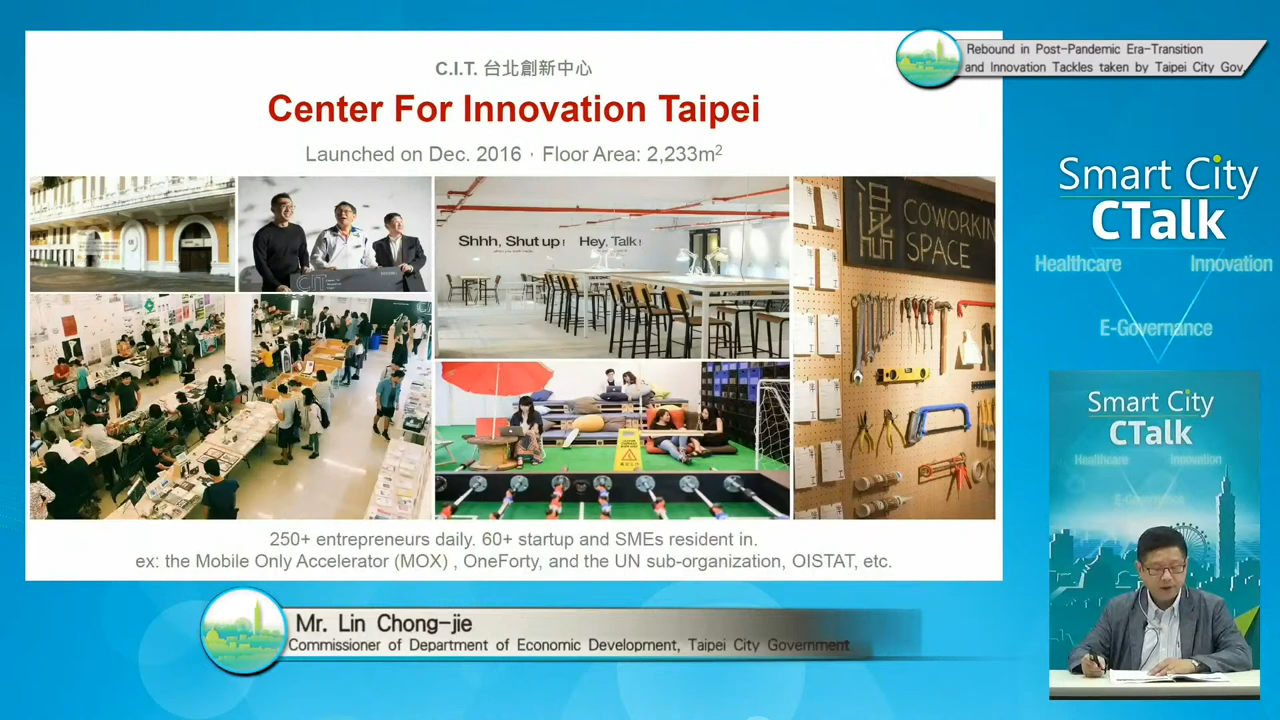 C.I.T. 台北創新中心
Center For Innovation Taipei
Launched on Dec. 2016 · Floor Area: 2,233m²
Shhh, Shut up! Hey, Talk!
COWORKIN
SPACE
250+ entrepreneurs daily. 60+ startup and SMEs resident in.
ex: the Mobile Only Accelerator (MOX) , OneForty, and the UN sub-organization, OISTAT, etc.
Rebound in Post-Pandemic Era-Transition
and Innovation Tackles taken by Taipei City Gov.
Smart City
CTalk
Healthcare Innovation
E-Governance
Smart City
CTalk
Healthcare Innovation
E-Governance
Mr. Lin Chong-jie
Commissioner of Department of Economic Development, Taipei City Government